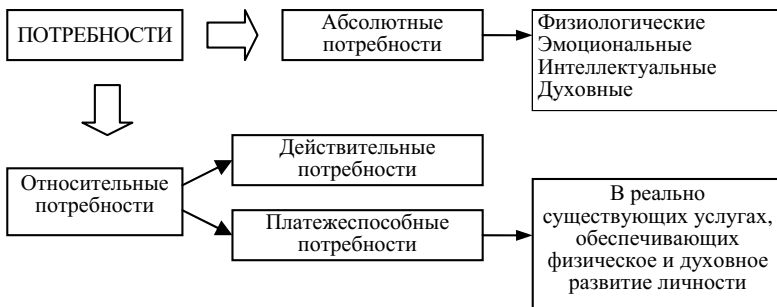 ПОТРЕБНОСТИ
Абсолютные
потребности
Физиологические
Эмоциональные
Интеллектуальные
Духовные
Относительные
потребности
Действительные
потребности
Платежеспособные
потребности
В реально
существующих услугах,
обеспечивающих
физическое и духовное
развитие личности